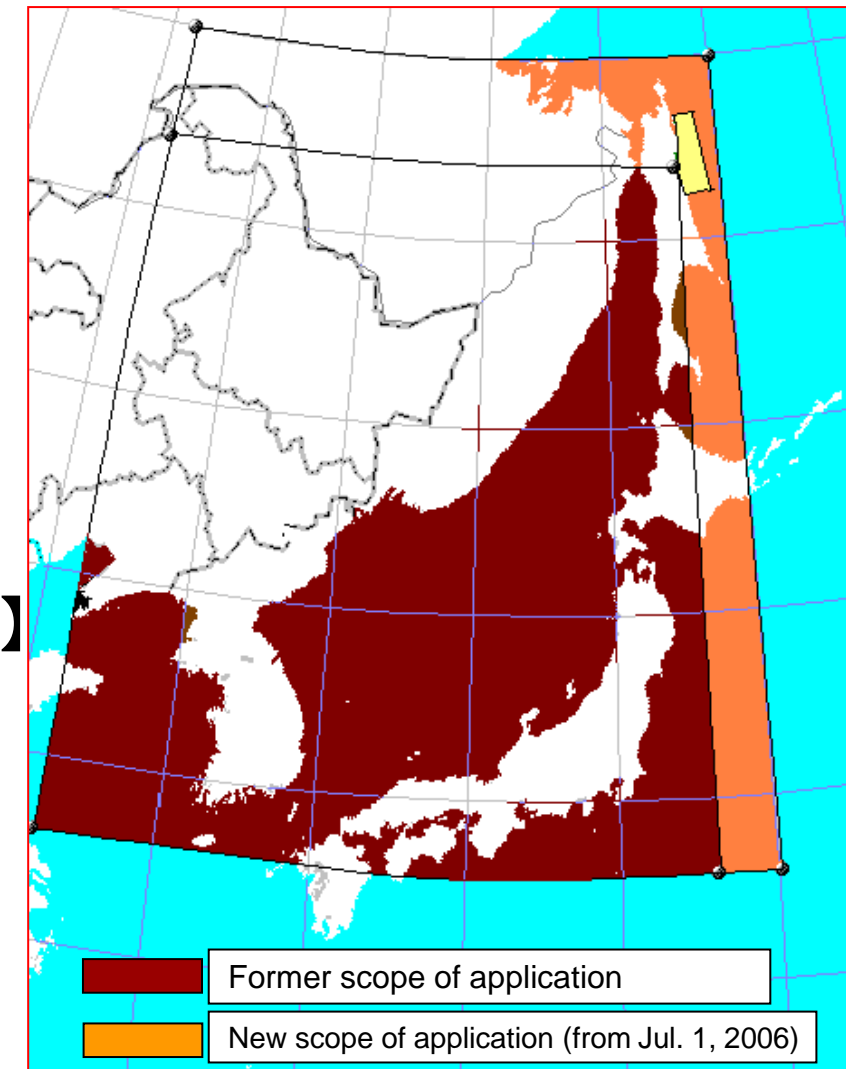 】
Former scope of application
New scope of application (from Jul. 1, 2006)